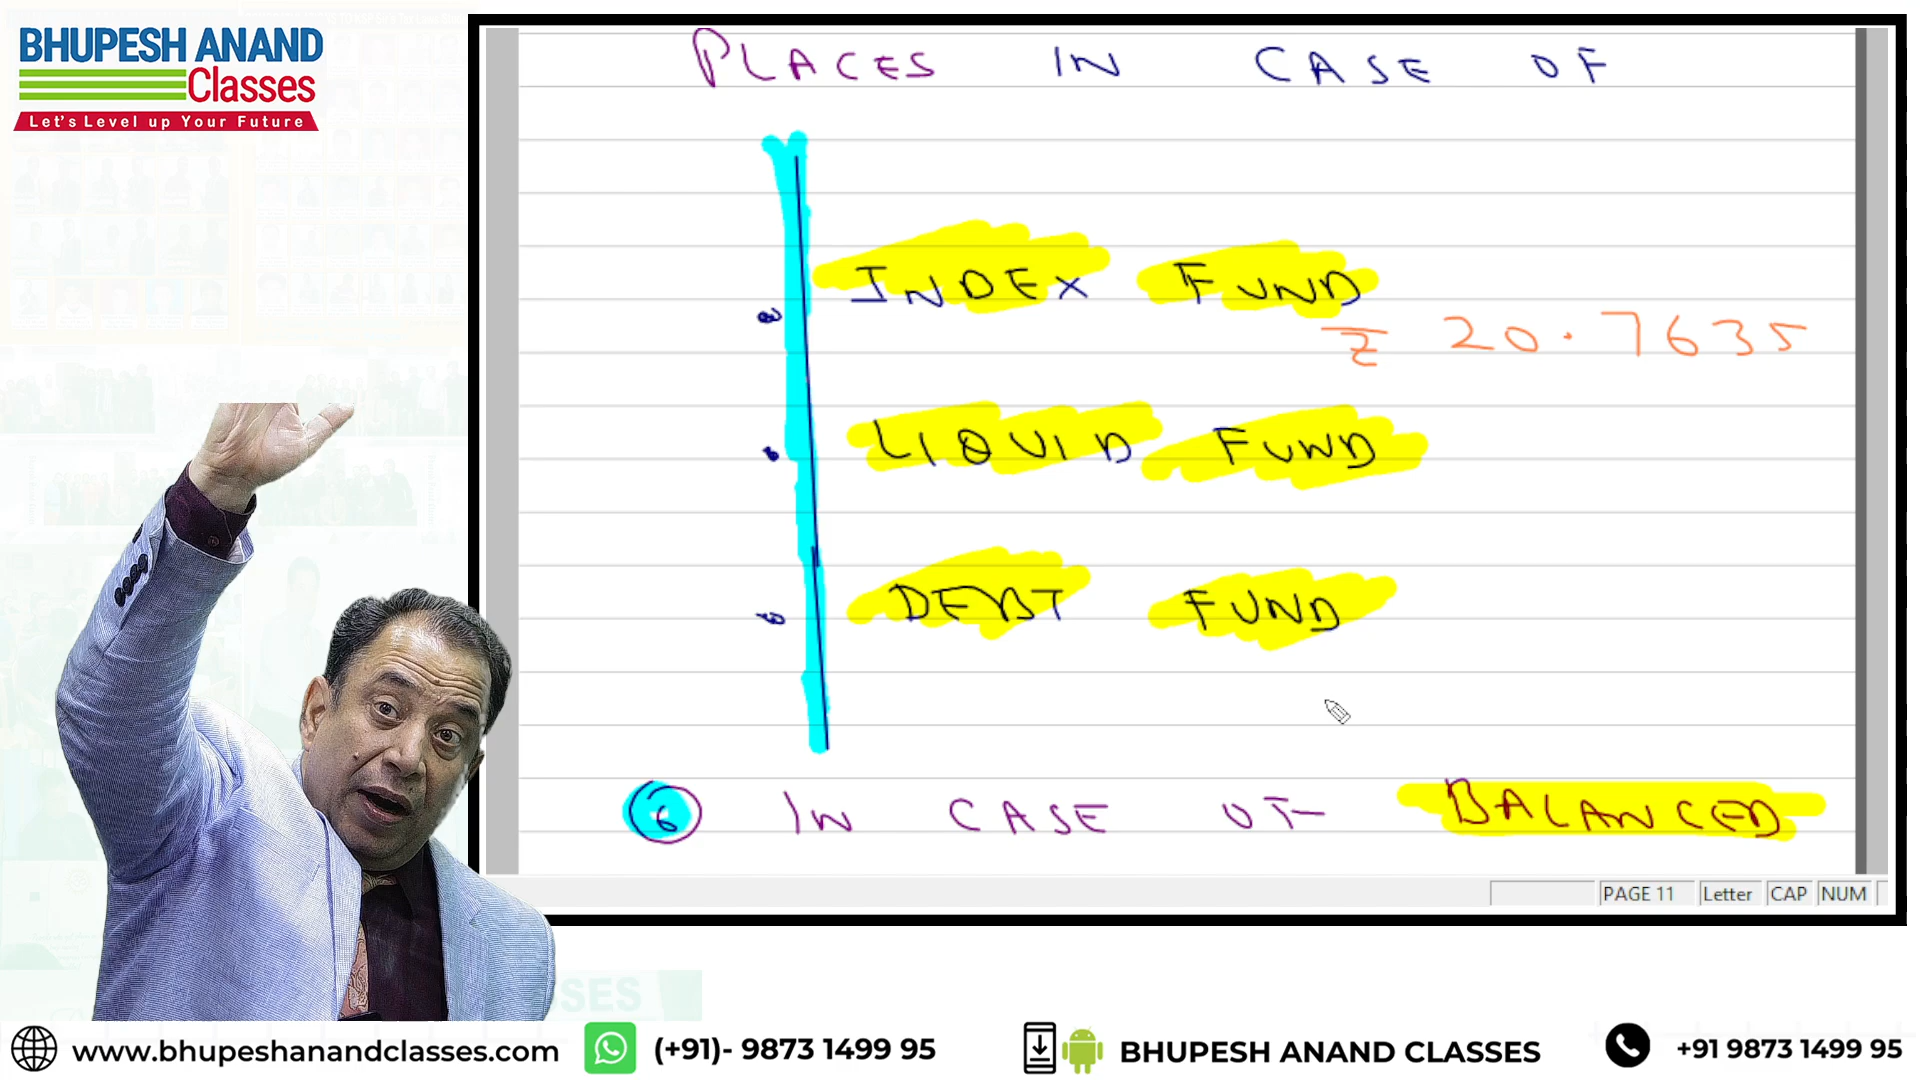 BHUPESH ANAND
Classes
Let's Level up Your Future
PLACES IN CASE OF
INDEX FUND
₹ 20.7635
LIQUID FUND
DEBT FUND
6 IN CASE OF BALANCED
PAGE 11 Letter CAP NUM
SES
www.bhupeshanandclasses.com
(+91)- 9873 1499 95
BHUPESH ANAND CLASSES
+91 9873 1499 95